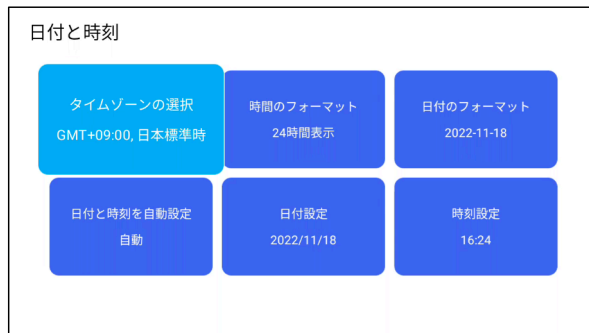 日付と時刻
タイムゾーンの選択
GMT+09:00, 日本標準時
時間のフォーマット
24時間表示
日付のフォーマット
2022-11-18
日付と時刻を自動設定
自動
日付設定
2022/11/18
時刻設定
16:24